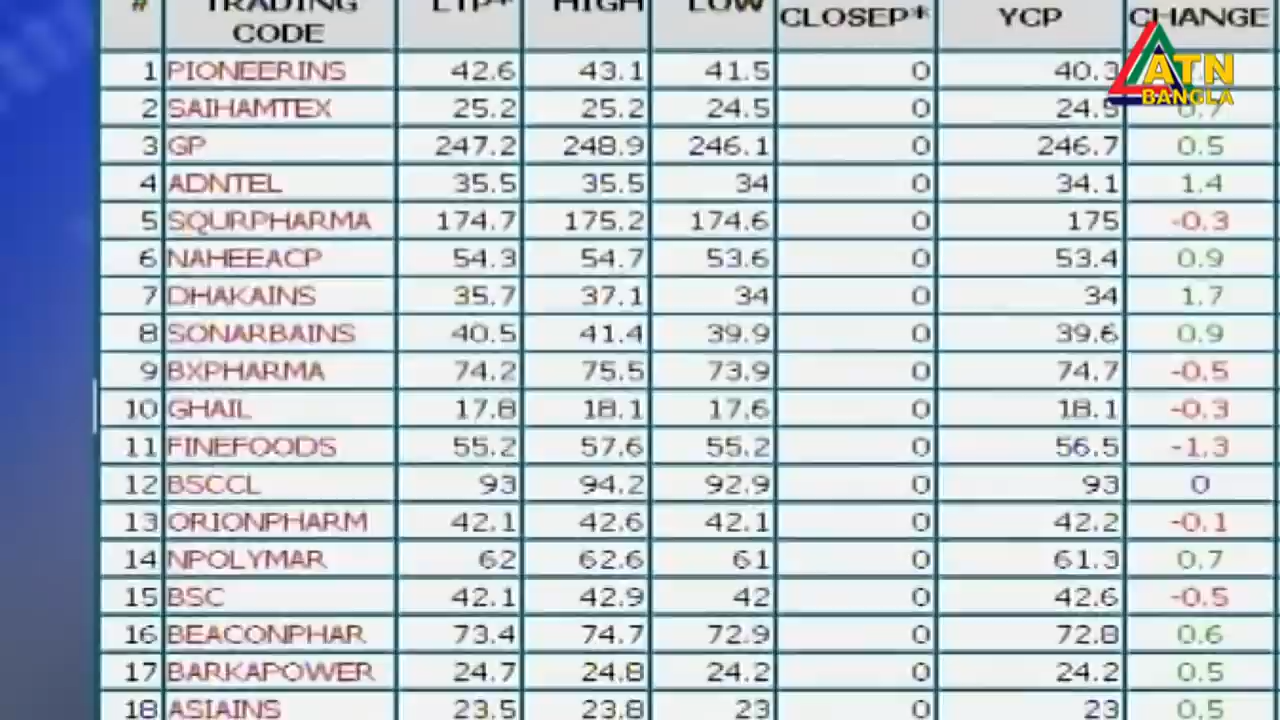 # TRADING CODE LTP* HIGH LOW CLOSEP* YCP CHANGE
ATN
BANGLA
1 PIONEERINS 42.6 43.1 41.5 0 40.3
2 SAIHAMTEX 25.2 25.2 24.5 0 24.5 0.7
3 GP 247.2 248.9 246.1 0 246.7 0.5
4 ADNTEL 35.5 35.5 34 0 34.1 1.4
5 SQURPHARMA 174.7 175.2 174.6 0 175 -0.3
6 NAHEEACP 54.3 54.7 53.6 0 53.4 0.9
7 DHAKAINS 35.7 37.1 34 0 34 1.7
8 SONARBAINS 40.5 41.4 39.9 0 39.6 0.9
9 BXPHARMA 74.2 75.5 73.9 0 74.7 -0.5
10 GHAIL 17.8 18.1 17.6 0 18.1 -0.3
11 FINEFOODS 55.2 57.6 55.2 0 56.5 -1.3
12 BSCCL 93 94.2 92.9 0 93 0
13 ORIONPHARM 42.1 42.6 42.1 0 42.2 -0.1
14 NPOLYMAR 62 62.6 61 0 61.3 0.7
15 BSC 42.1 42.9 42 0 42.6 -0.5
16 BEACONPHAR 73.4 74.7 72.9 0 72.8 0.6
17 BARKAPOWER 24.7 24.8 24.2 0 24.2 0.5
18 ASIAINS 23.5 23.8 23 0 23 0.5